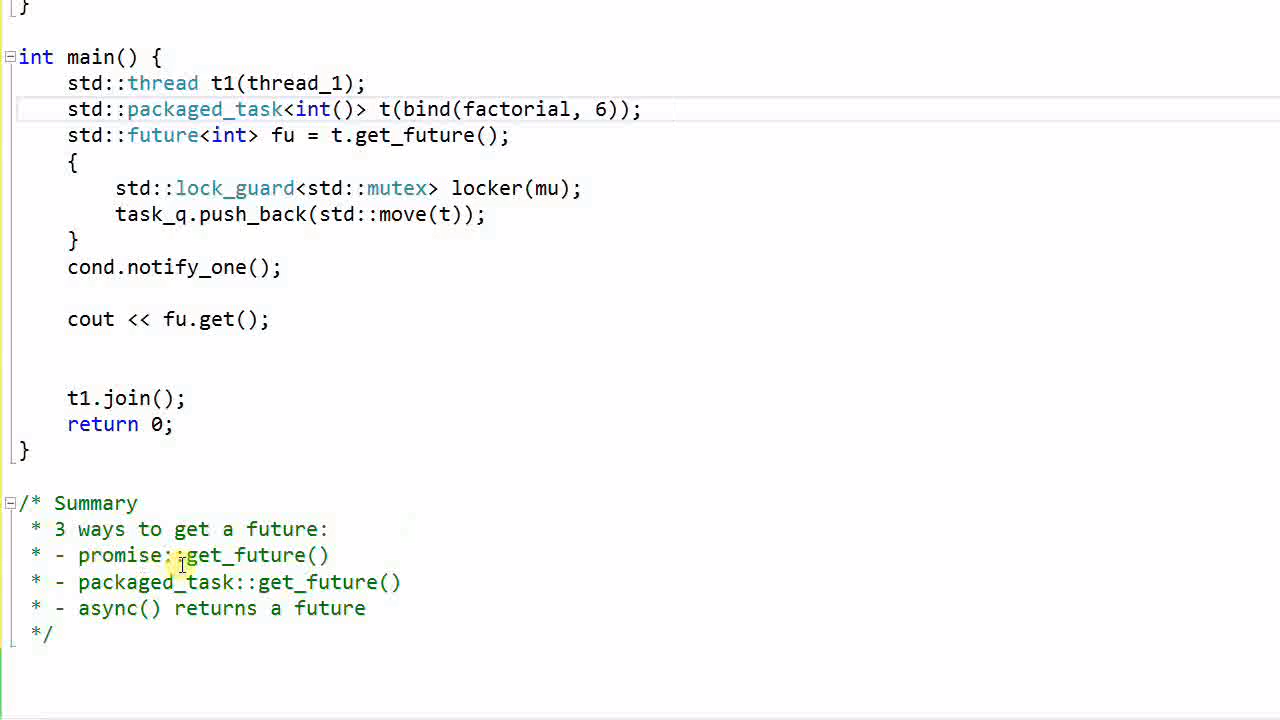 }
int main() {
std::thread t1(thread_1);
std::packaged_task<int()> t(bind(factorial, 6));
std::future<int> fu = t.get_future();
{
std::lock_guard<std::mutex> locker(mu);
task_q.push_back(std::move(t));
}
cond.notify_one();
cout << fu.get();
t1.join();
return 0;
}
/* Summary
* 3 ways to get a future:
* - promise::get_future()
* - packaged_task::get_future()
* - async() returns a future
*/